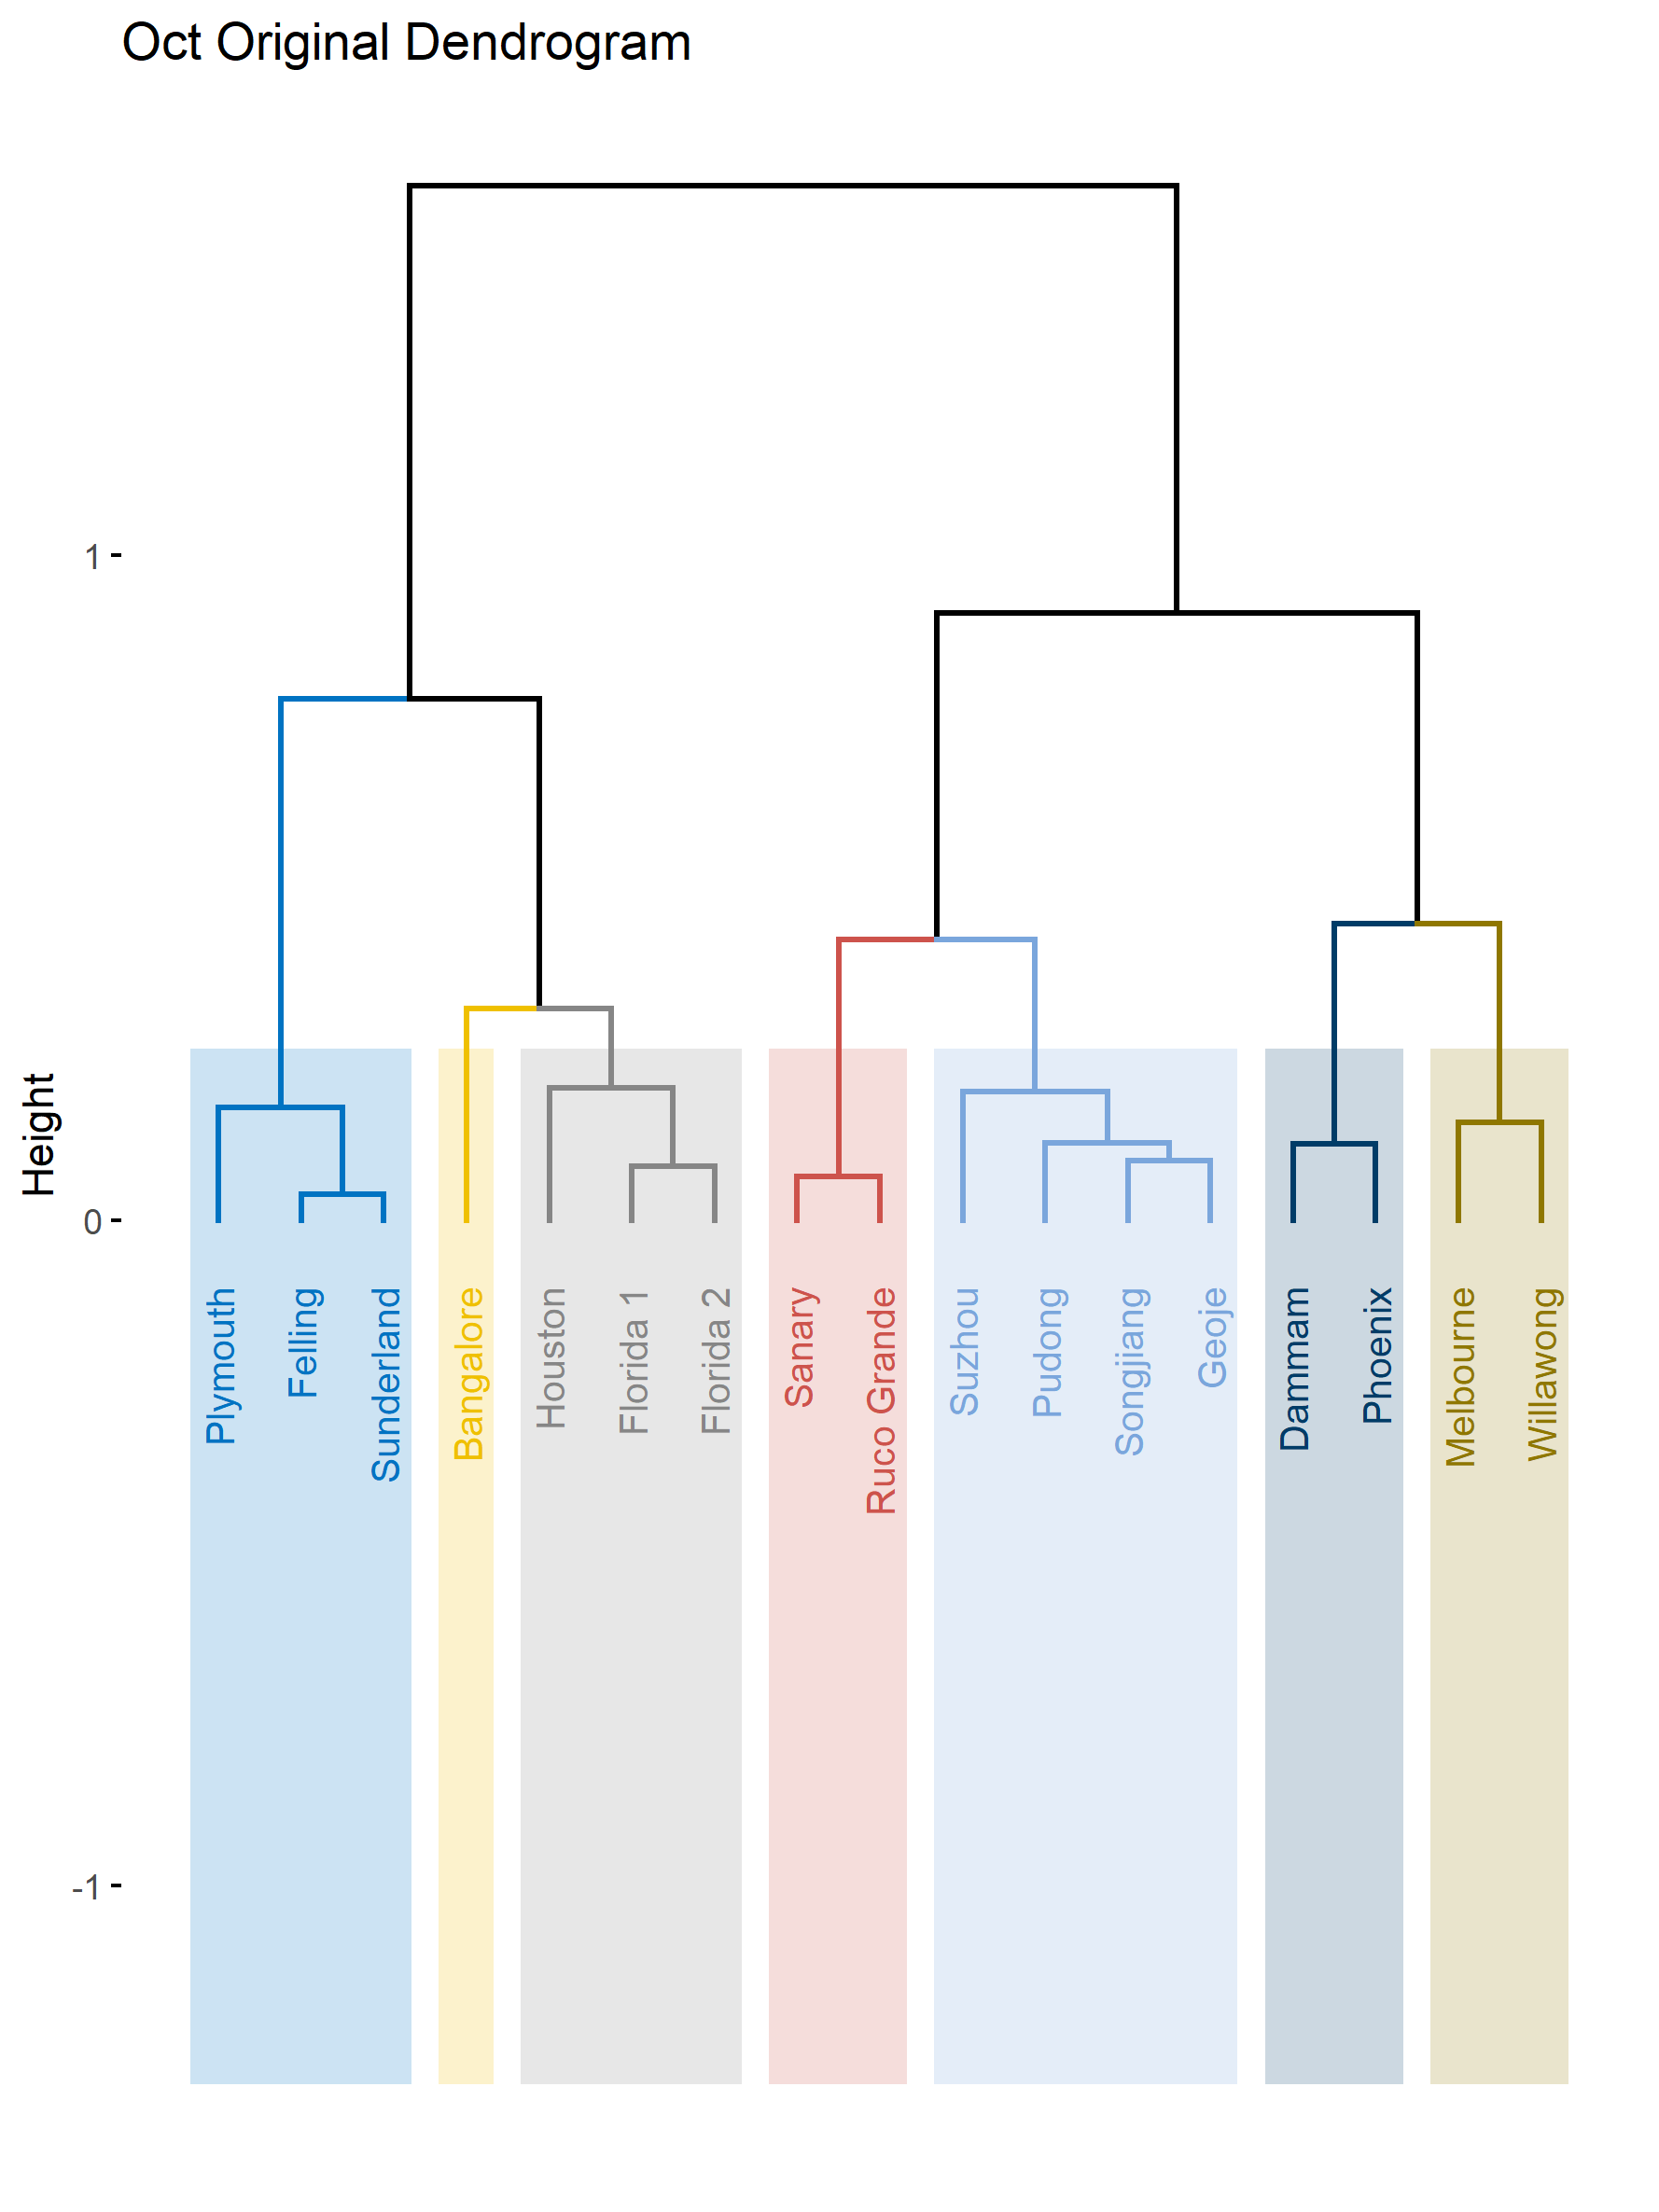 Oct Original Dendrogram
1
0
-1
Height
Plymouth
Felling
Sunderland
Bangalore
Houston
Florida 1
Florida 2
Sanary
Ruco Grande
Suzhou
Pudong
Songjiang
Geoje
Dammam
Phoenix
Melbourne
Willawong